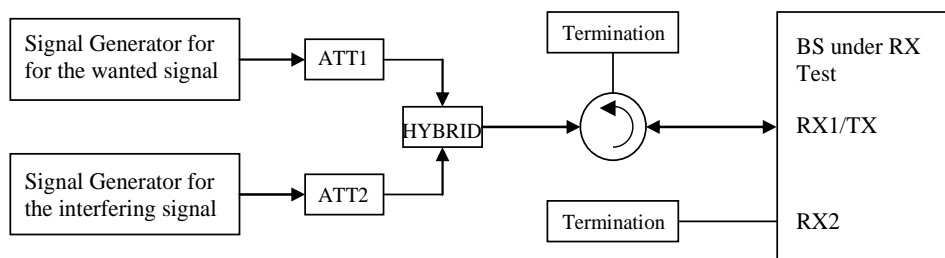 Signal Generator for
for the wanted signal
ATT1
HYBRID
Signal Generator for
the interfering signal
ATT2
Termination
Termination
BS under RX
Test
RX1/TX
RX2